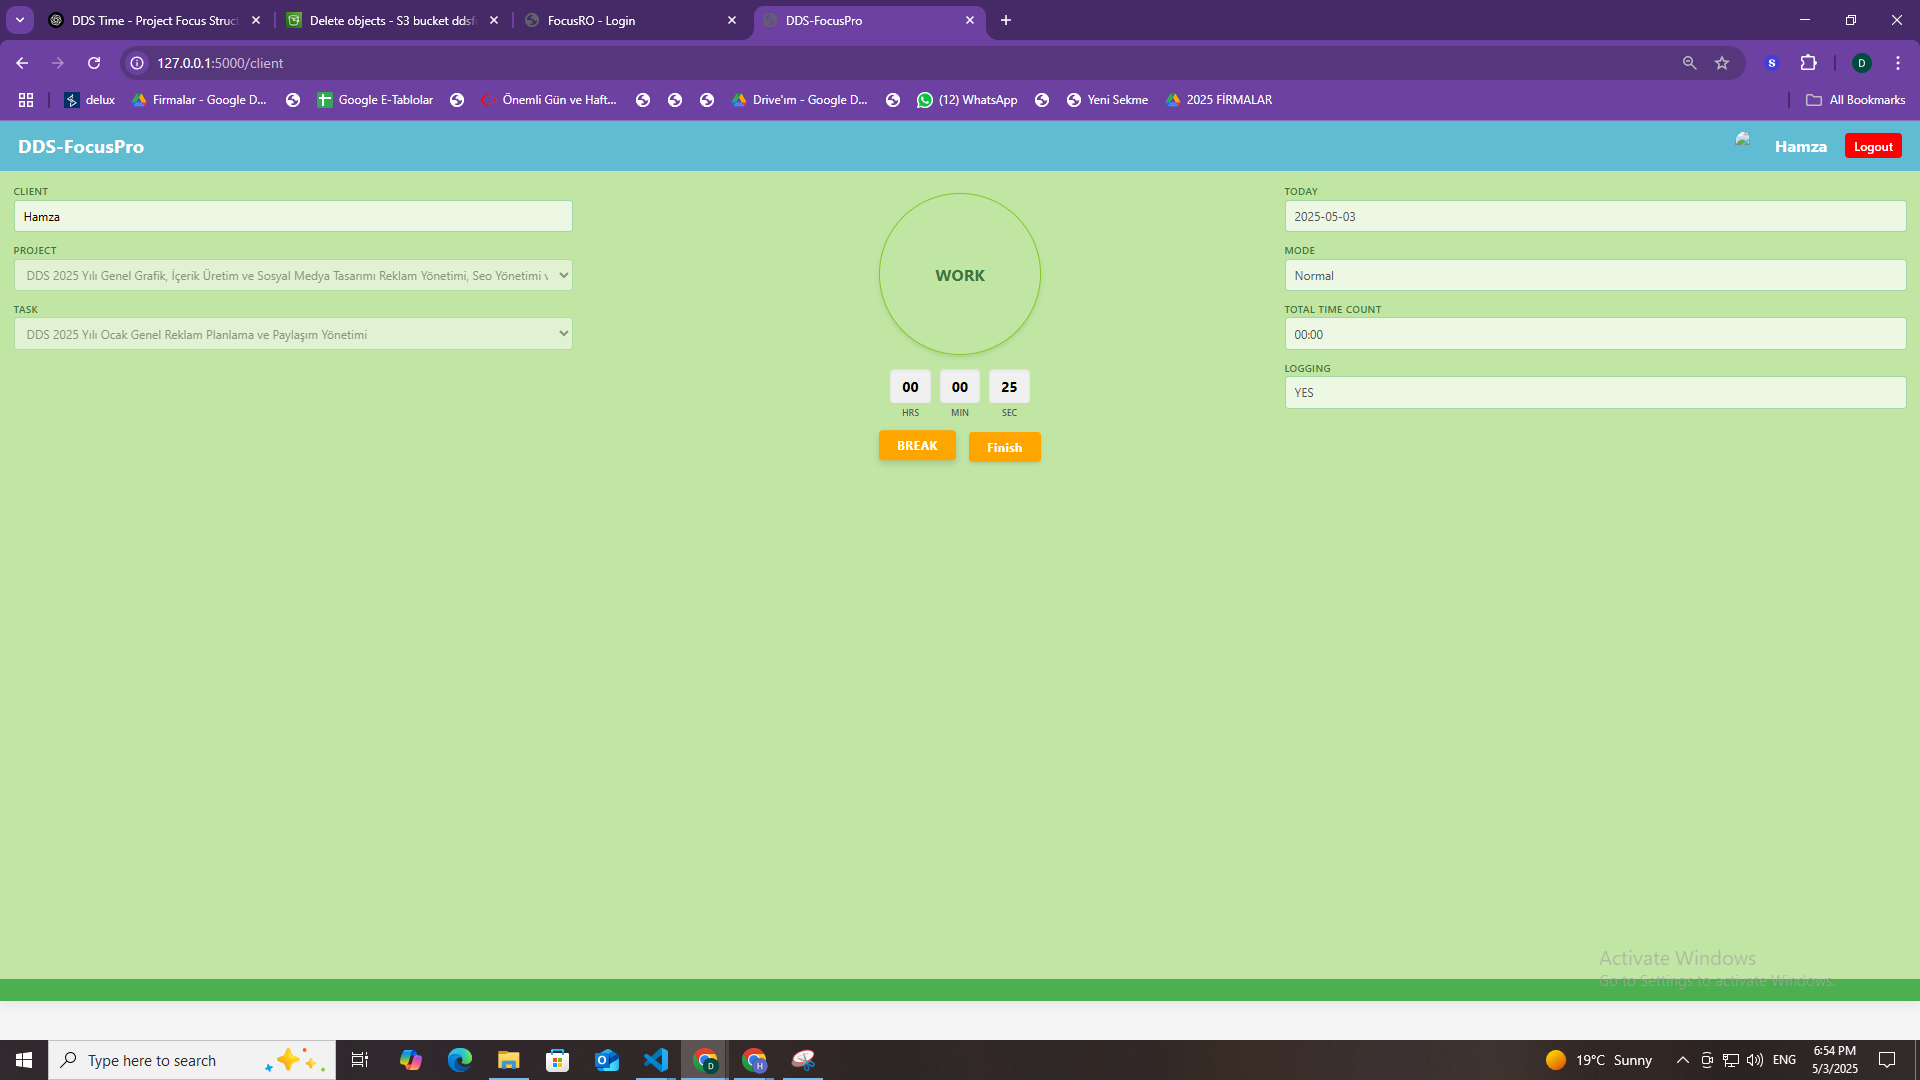 DDS Time - Project Focus Struct
Delete objects - S3 bucket ddsf
FocusRO - Login
DDS-FocusPro
127.0.0.1:5000/client
S
D
delux
Firmalar - Google D...
Google E-Tablolar
Önemli Gün ve Haft...
Drive'ım - Google D...
(12) WhatsApp
Yeni Sekme
2025 FİRMALAR
All Bookmarks
DDS-FocusPro
Hamza
Logout
CLIENT
Hamza
PROJECT
DDS 2025 Yılı Genel Grafik, İçerik Üretim ve Sosyal Medya Tasarımı Reklam Yönetimi, Seo Yönetimi v
TASK
DDS 2025 Yılı Ocak Genel Reklam Planlama ve Paylaşım Yönetimi
WORK
00 00 25
HRS MIN SEC
BREAK
Finish
TODAY
2025-05-03
MODE
Normal
TOTAL TIME COUNT
00:00
LOGGING
YES
Activate Windows
Go to Settings to activate Windows.
Type here to search
D
H
19°C Sunny
ENG
6:54 PM
5/3/2025